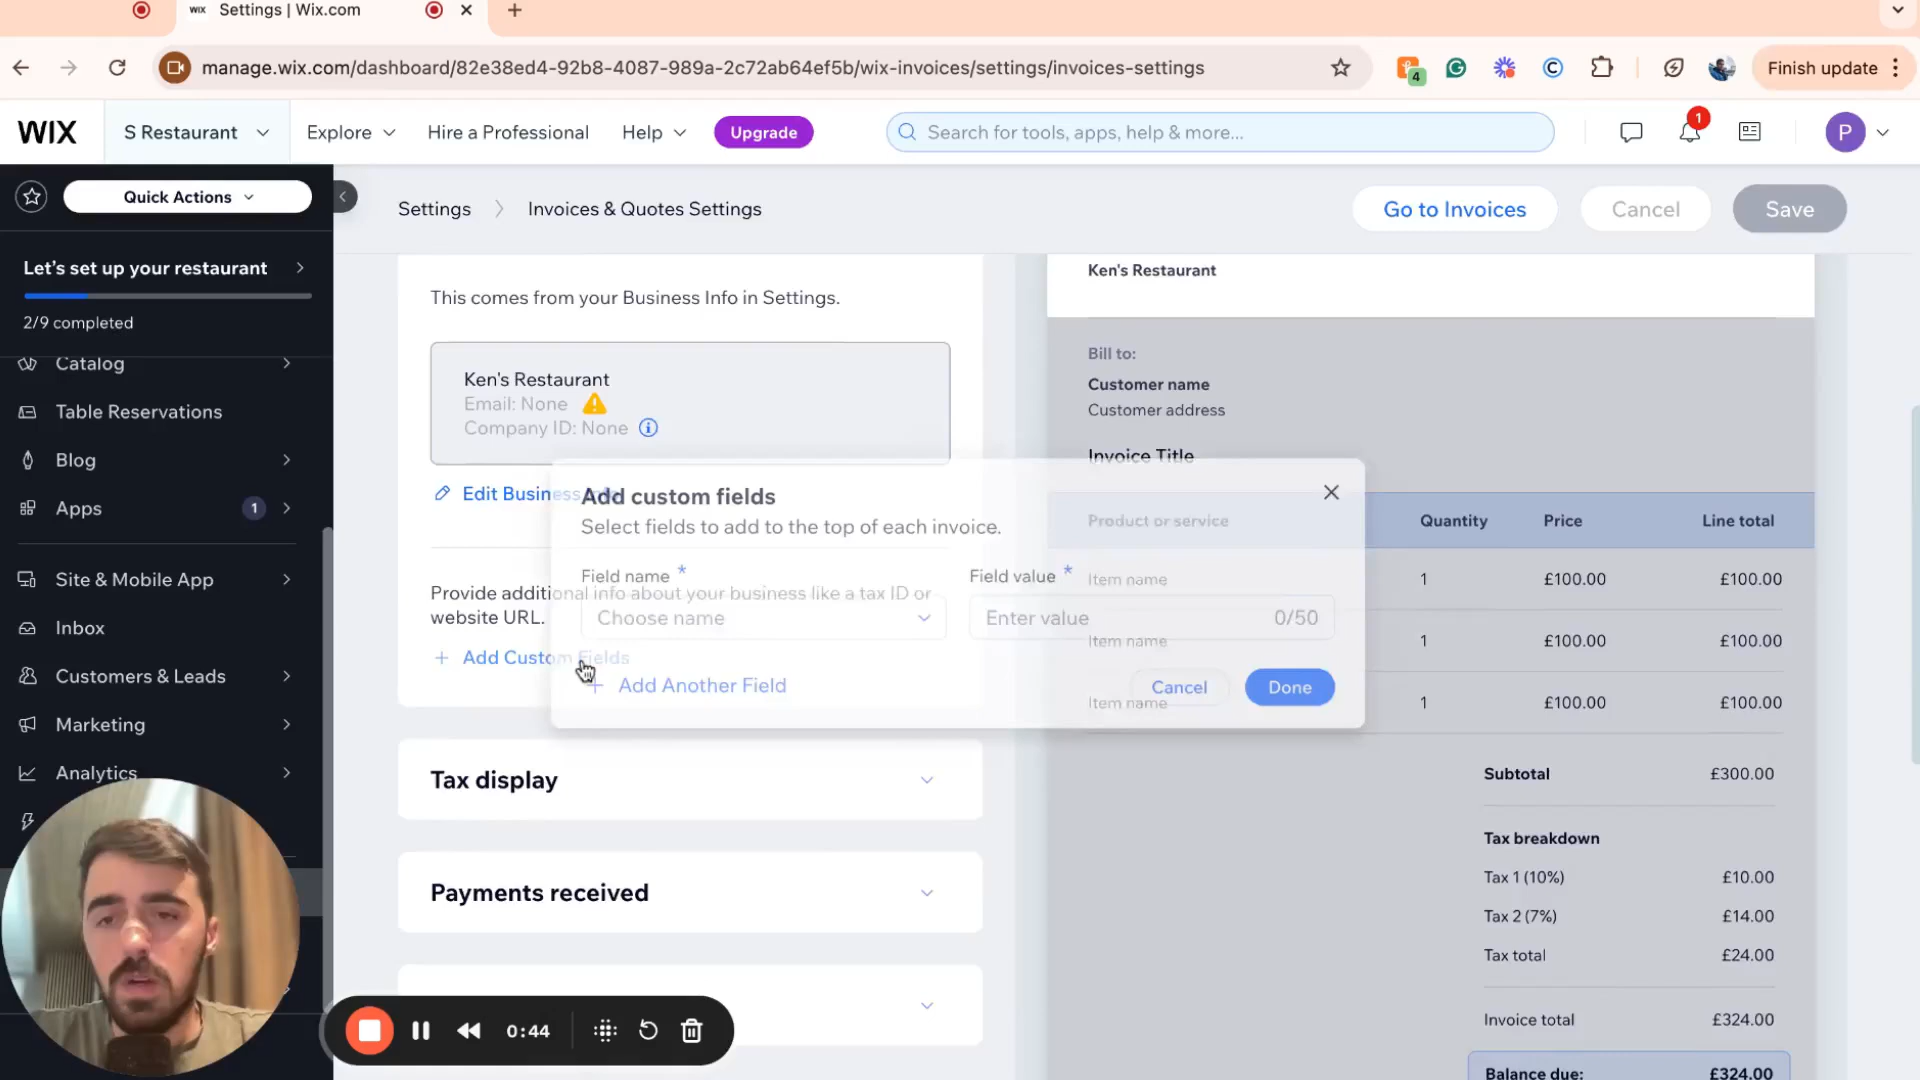 WIX Settings | Wix.com
manage.wix.com/dashboard/82e38ed4-92b8-4087-989a-2c72ab64ef5b/wix-invoices/settings/invoices-settings
4
Finish update
WIX
S Restaurant
Explore
Hire a Professional
Help
Upgrade
Search for tools, apps, help & more...
1
P
Quick Actions
Let's set up your restaurant
2/9 completed
Catalog
Table Reservations
Blog
Apps
1
Site & Mobile App
Inbox
Customers & Leads
Marketing
Analytics
Settings
Invoices & Quotes Settings
Go to Invoices
Cancel
Save
This comes from your Business Info in Settings.
Ken's Restaurant
Email: None
Company ID: None
Edit Business Info
Provide additional info about your business like a tax ID or
website URL.
Add Custom Fields
Tax display
Payments received
Add custom fields
Select fields to add to the top of each invoice.
Field name *
Choose name
Field value *
Enter value
0/50
Add Another Field
Cancel
Done
Ken's Restaurant
Bill to:
Customer name
Customer address
Invoice Title
Product or service
Quantity
Price
Line total
Item name
1
£100.00
£100.00
Item name
1
£100.00
£100.00
Item name
1
£100.00
£100.00
Subtotal
£300.00
Tax breakdown
Tax 1 (10%)
£10.00
Tax 2 (7%)
£14.00
Tax total
£24.00
Invoice total
£324.00
Balance due:
£324.00
0:44